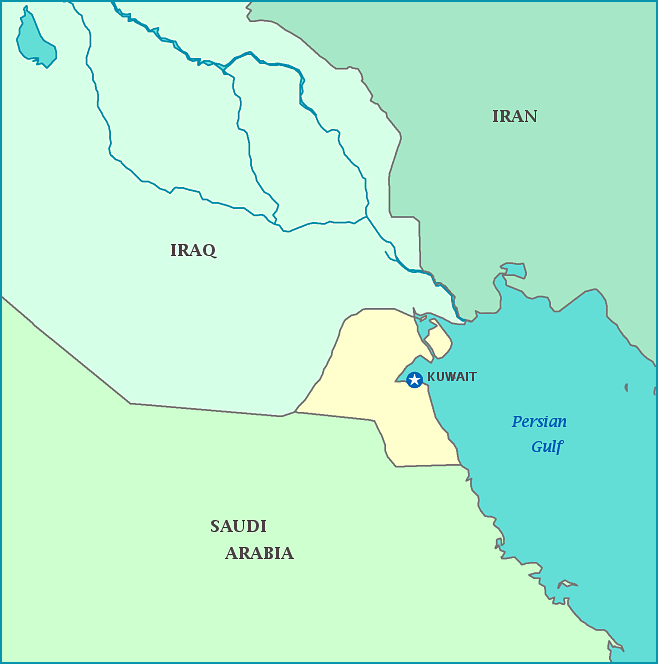 IRAN
IRAQ
KUWAIT
Persian
Gulf
SAUDI
ARABIA